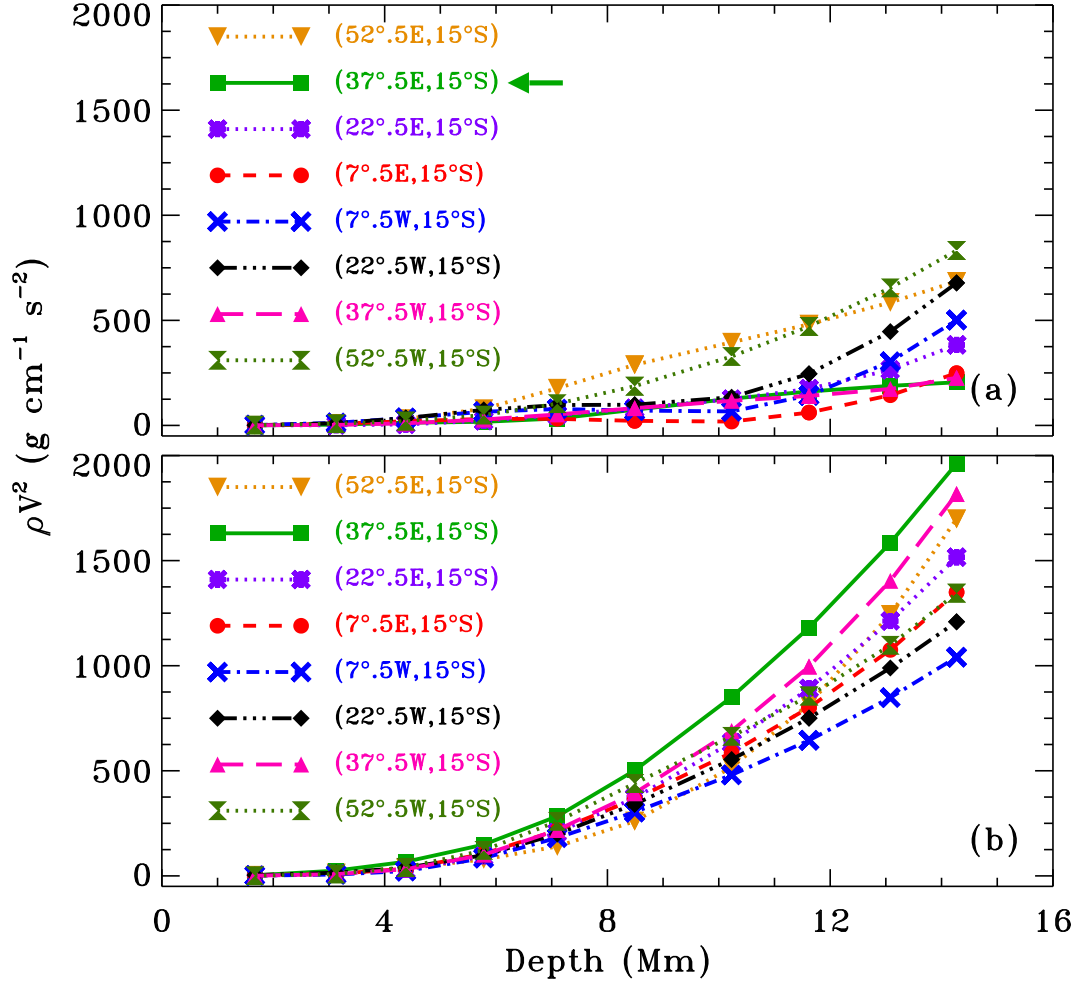 2000
1500
1000
500
0
(52°.5E,15°S)
(37°.5E,15°S)
(22°.5E,15°S)
(7°.5E,15°S)
(7°.5W,15°S)
(22°.5W,15°S)
(37°.5W,15°S)
(52°.5W,15°S)
(a)
ρV² (g cm⁻¹ s⁻²)
2000
1500
1000
500
0
(52°.5E,15°S)
(37°.5E,15°S)
(22°.5E,15°S)
(7°.5E,15°S)
(7°.5W,15°S)
(22°.5W,15°S)
(37°.5W,15°S)
(52°.5W,15°S)
(b)
0 4 8 12 16
Depth (Mm)